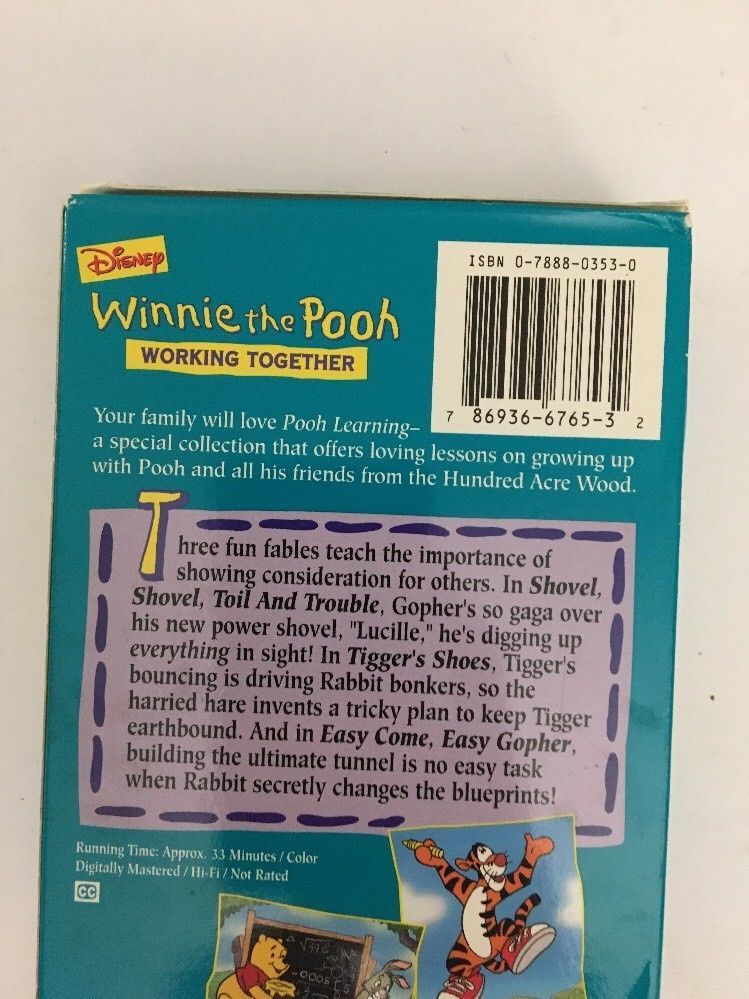 DISNEY
Winnie the Pooh
WORKING TOGETHER
ISBN 0-7888-0353-0
7 86936-6765-3 2
Your family will love Pooh Learning–
a special collection that offers loving lessons on growing up
with Pooh and all his friends from the Hundred Acre Wood.
Three fun fables teach the importance of
showing consideration for others. In Shovel,
Shovel, Toil And Trouble, Gopher's so gaga over
his new power shovel, "Lucille," he's digging up
everything in sight! In Tigger's Shoes, Tigger's
bouncing is driving Rabbit bonkers, so the
harried hare invents a tricky plan to keep Tigger
earthbound. And in Easy Come, Easy Gopher,
building the ultimate tunnel is no easy task
when Rabbit secretly changes the blueprints!
Running Time: Approx. 33 Minutes / Color
Digitally Mastered / Hi-Fi / Not Rated
CC